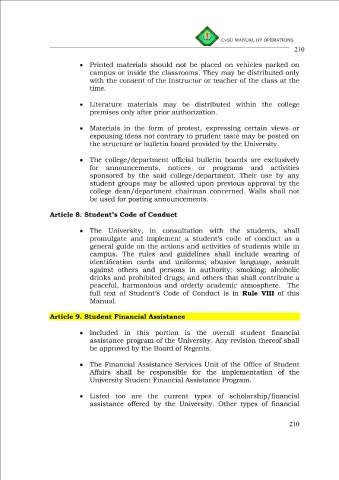 CvSU MANUAL OF OPERATIONS
210
• Printed materials should not be placed on vehicles parked on
campus or inside the classrooms. They may be distributed only
with the consent of the Instructor or teacher of the class at the
time.
• Literature materials may be distributed within the college
premises only after prior authorization.
• Materials in the form of protest, expressing certain views or
espousing ideas not contrary to prudent taste may be posted on
the structure or bulletin board provided by the University.
• The college/department official bulletin boards are exclusively
for announcements, notices or programs and activities
sponsored by the said college/department. Their use by any
student groups may be allowed upon previous approval by the
college dean/department chairman concerned. Walls shall not
be used for posting announcements.
Article 8. Student's Code of Conduct
• The University, in consultation with the students, shall
promulgate and implement a student's code of conduct as a
general guide on the actions and activities of students while in
campus. The rules and guidelines shall include wearing of
identification cards and uniforms; abusive language, assault
against others and persons in authority; smoking; alcoholic
drinks and prohibited drugs; and others that shall contribute a
peaceful, harmonious and orderly academic atmosphere. The
full text of Student's Code of Conduct is in Rule VIII of this
Manual.
Article 9. Student Financial Assistance
• Included in this portion is the overall student financial
assistance program of the University. Any revision thereof shall
be approved by the Board of Regents.
• The Financial Assistance Services Unit of the Office of Student
Affairs shall be responsible for the implementation of the
University Student Financial Assistance Program.
• Listed too are the current types of scholarship/financial
assistance offered by the University. Other types of financial
210